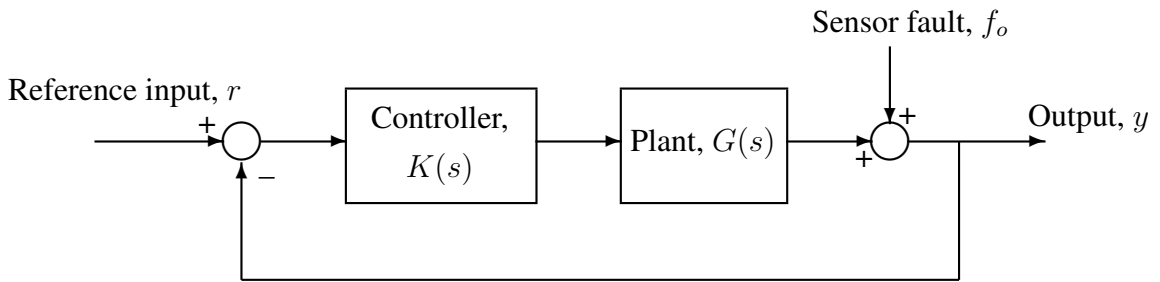 Sensor fault, $f_o$
Reference input, $r$
Controller,
$K(s)$
Plant, $G(s)$
Output, $y$
+
−
+
+